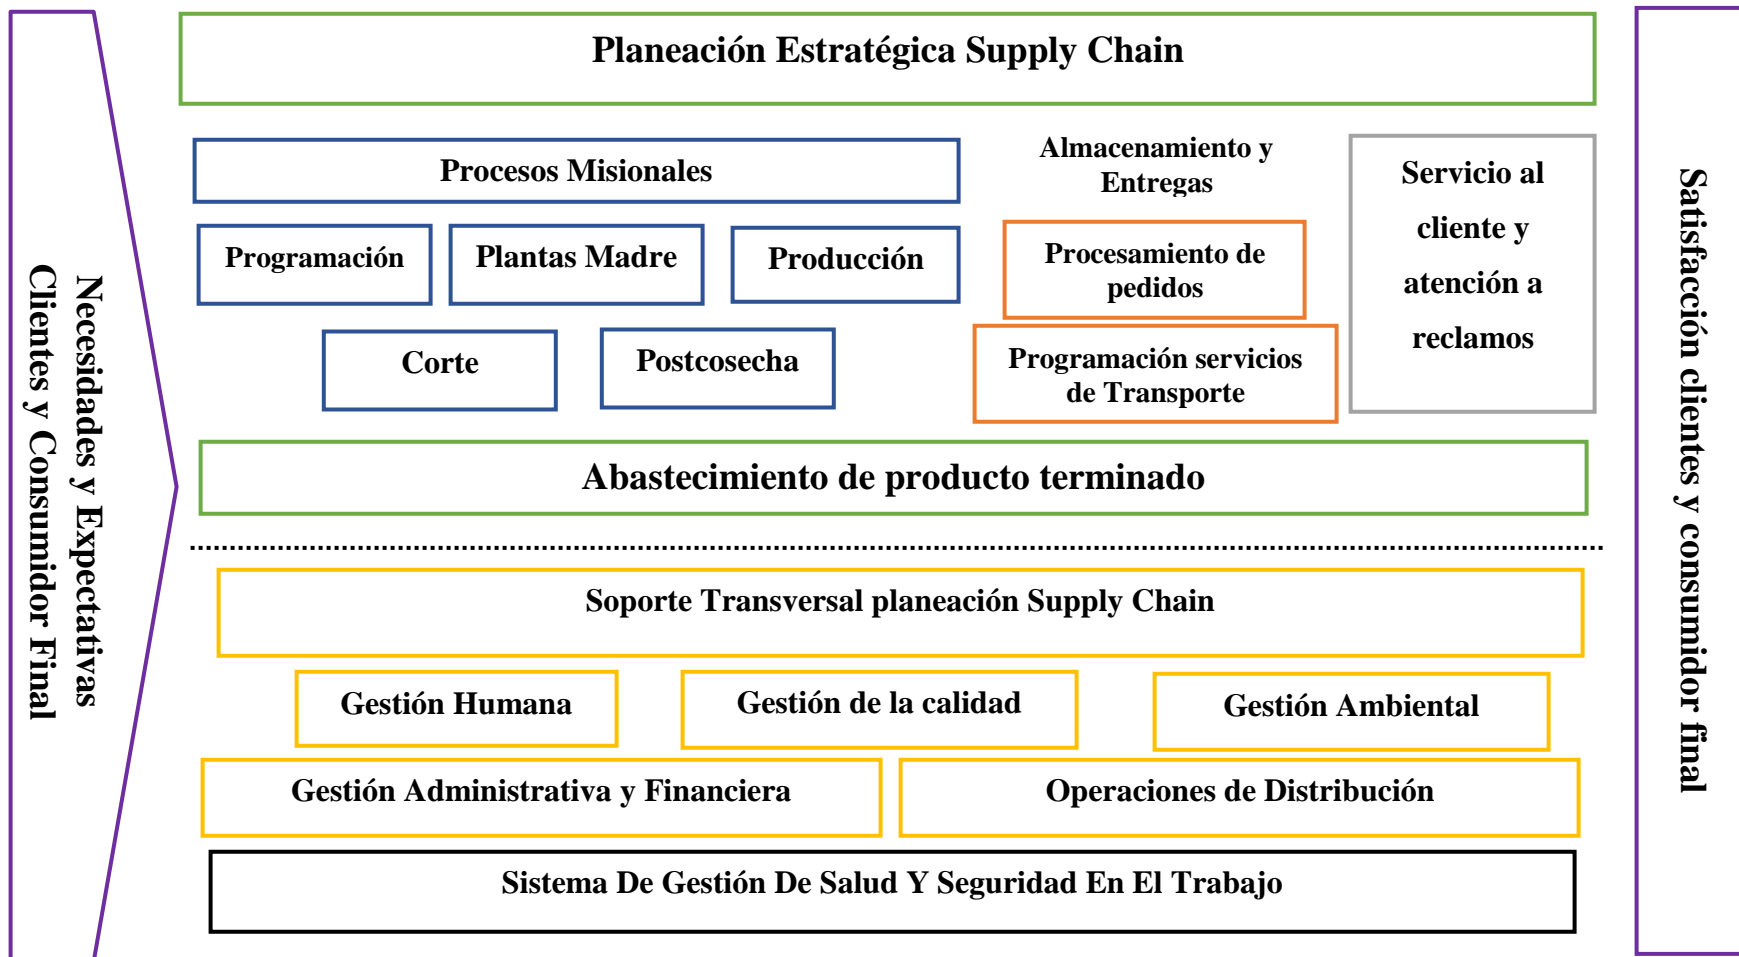 Necesidades y Expectativas
Clientes y Consumidor Final
Planeación Estratégica Supply Chain
Procesos Misionales
Programación
Plantas Madre
Producción
Corte
Postcosecha
Almacenamiento y
Entregas
Procesamiento de
pedidos
Programación servicios
de Transporte
Servicio al
cliente y
atención a
reclamos
Abastecimiento de producto terminado
Soporte Transversal planeación Supply Chain
Gestión Humana
Gestión de la calidad
Gestión Ambiental
Gestión Administrativa y Financiera
Operaciones de Distribución
Sistema De Gestión De Salud Y Seguridad En El Trabajo
Satisfacción clientes y consumidor final